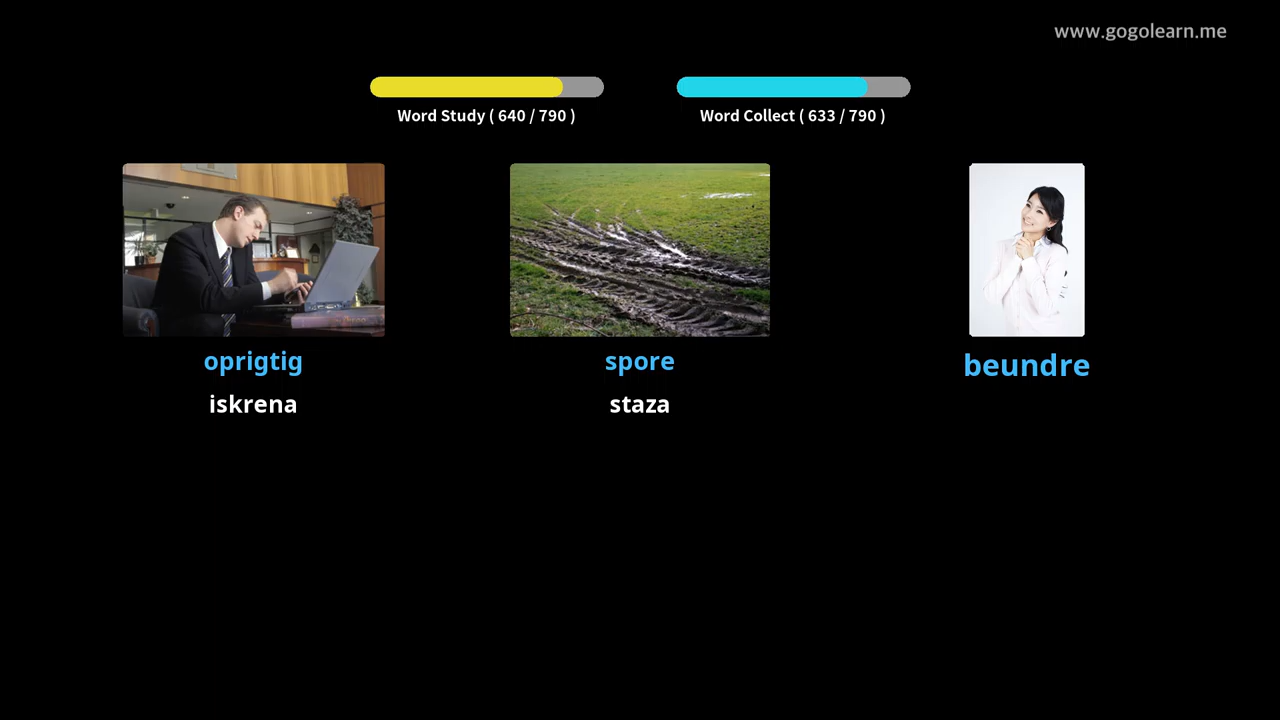 www.gogolearn.me
Word Study ( 640 / 790 )
Word Collect ( 633 / 790 )
oprigtig
spore
beundre
iskrena
staza